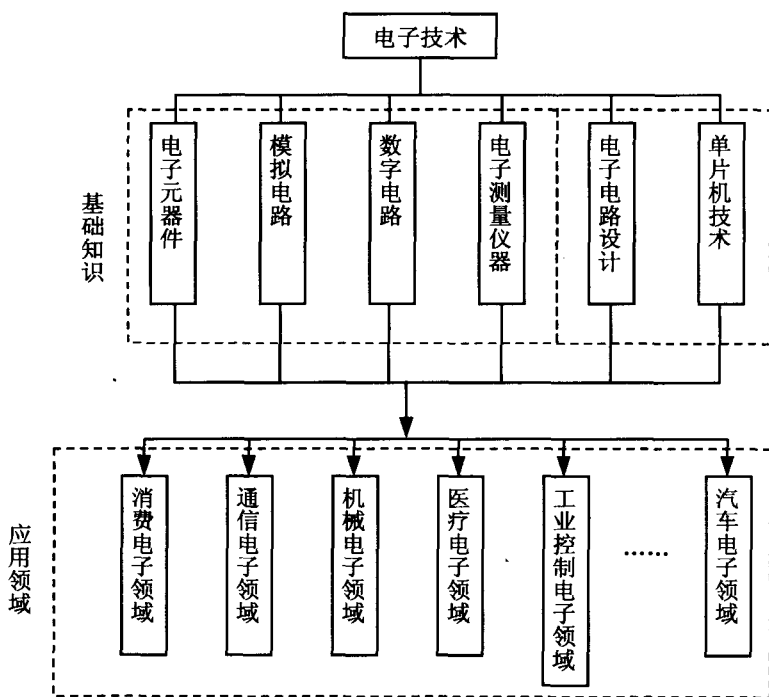 电子技术
基础知识
电子元器件
模拟电路
数字电路
电子测量仪器
电子电路设计
单片机技术
应用领域
消费电子领域
通信电子领域
机械电子领域
医疗电子领域
工业控制电子领域
……
汽车电子领域